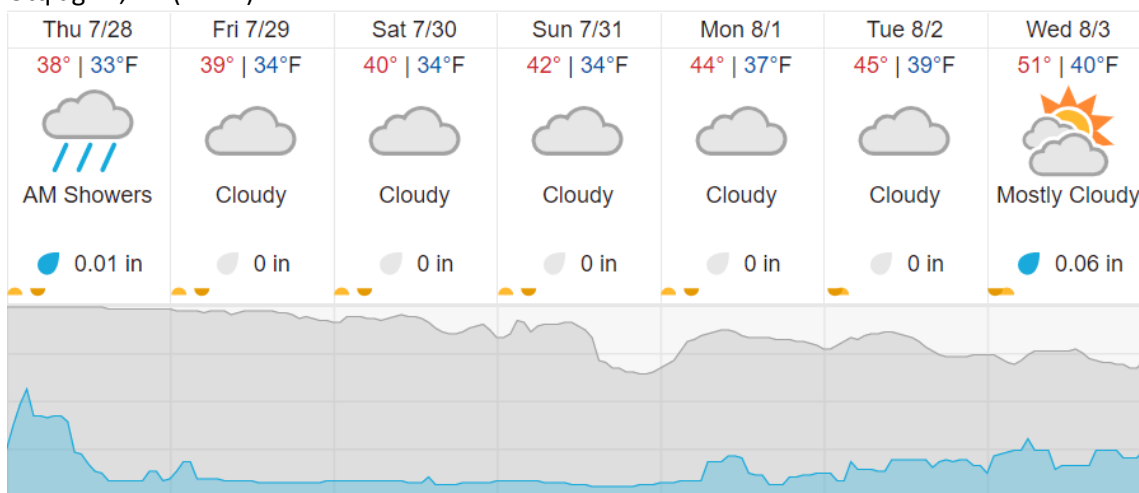 Thu 7/28 Fri 7/29 Sat 7/30 Sun 7/31 Mon 8/1 Tue 8/2 Wed 8/3
38° | 33°F 39° | 34°F 40° | 34°F 42° | 34°F 44° | 37°F 45° | 39°F 51° | 40°F
AM Showers Cloudy Cloudy Cloudy Cloudy Cloudy Mostly Cloudy
0.01 in 0 in 0 in 0 in 0 in 0 in 0.06 in